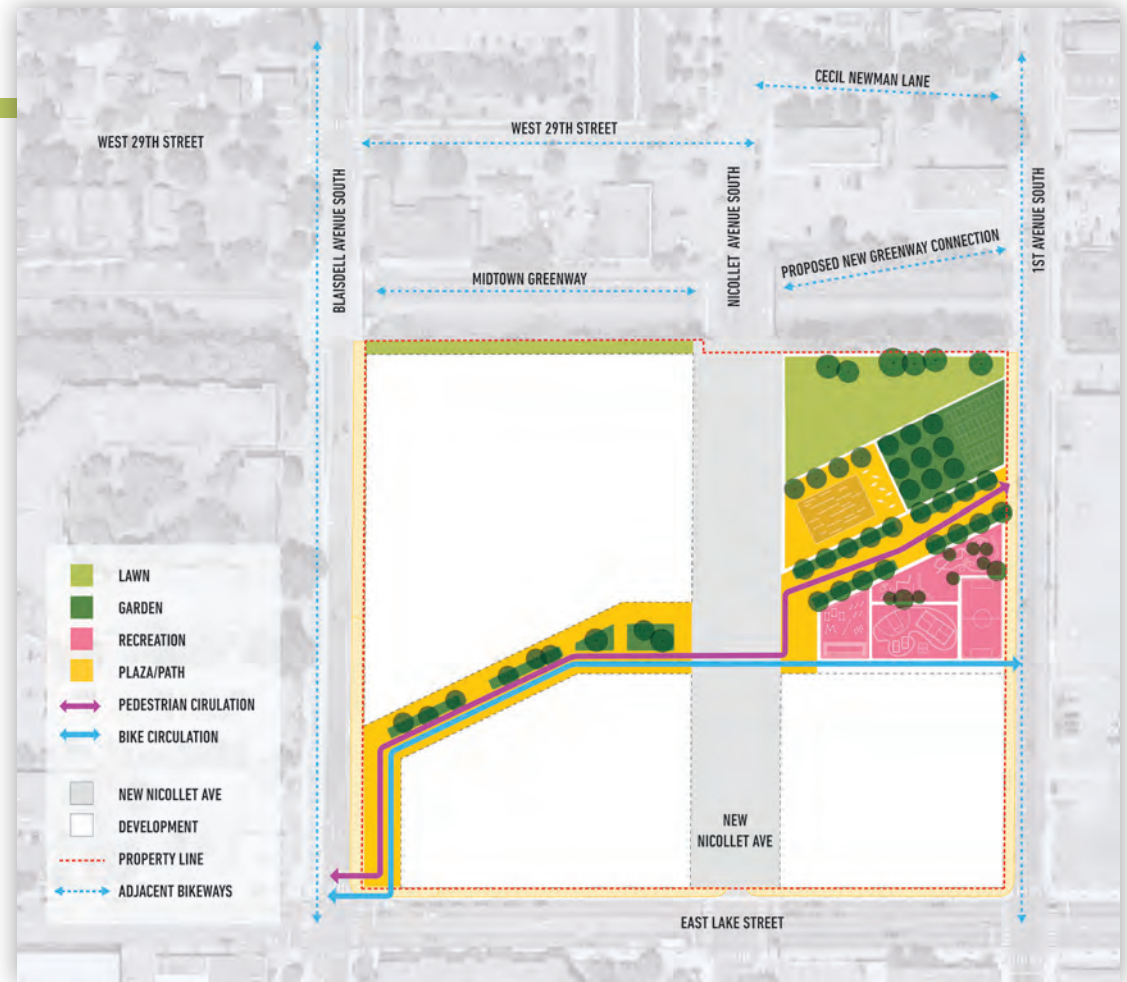 CECIL NEWMAN LANE
WEST 29TH STREET
WEST 29TH STREET
BLAISDELL AVENUE SOUTH
NICOLLET AVENUE SOUTH
1ST AVENUE SOUTH
PROPOSED NEW GREENWAY CONNECTION
MIDTOWN GREENWAY
LAWN
GARDEN
RECREATION
PLAZA/PATH
PEDESTRIAN CIRULATION
BIKE CIRCULATION
NEW NICOLLET AVE
DEVELOPMENT
PROPERTY LINE
ADJACENT BIKEWAYS
NEW
NICOLLET AVE
EAST LAKE STREET